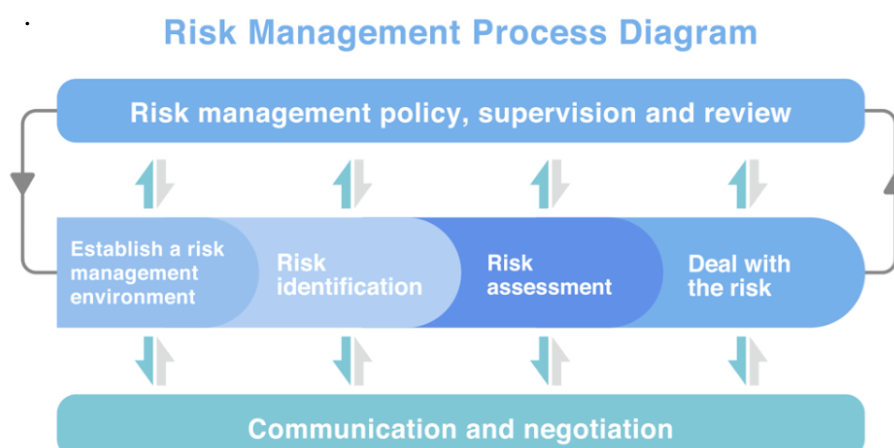 Risk Management Process Diagram
Risk management policy, supervision and review
Establish a risk
management
environment
Risk
identification
Risk
assessment
Deal with
the risk
Communication and negotiation